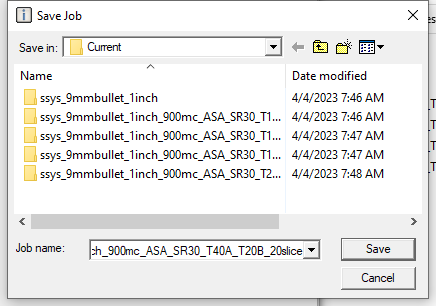 Save Job
Save in: Current
Name Date modified
ssys_9mmbullet_1inch 4/4/2023 7:46 AM
ssys_9mmbullet_1inch_900mc_ASA_SR30_T1... 4/4/2023 7:46 AM
ssys_9mmbullet_1inch_900mc_ASA_SR30_T1... 4/4/2023 7:47 AM
ssys_9mmbullet_1inch_900mc_ASA_SR30_T1... 4/4/2023 7:47 AM
ssys_9mmbullet_1inch_900mc_ASA_SR30_T2... 4/4/2023 7:48 AM
Job name: ch_900mc_ASA_SR30_T40A_T20B_20slice Save
Cancel